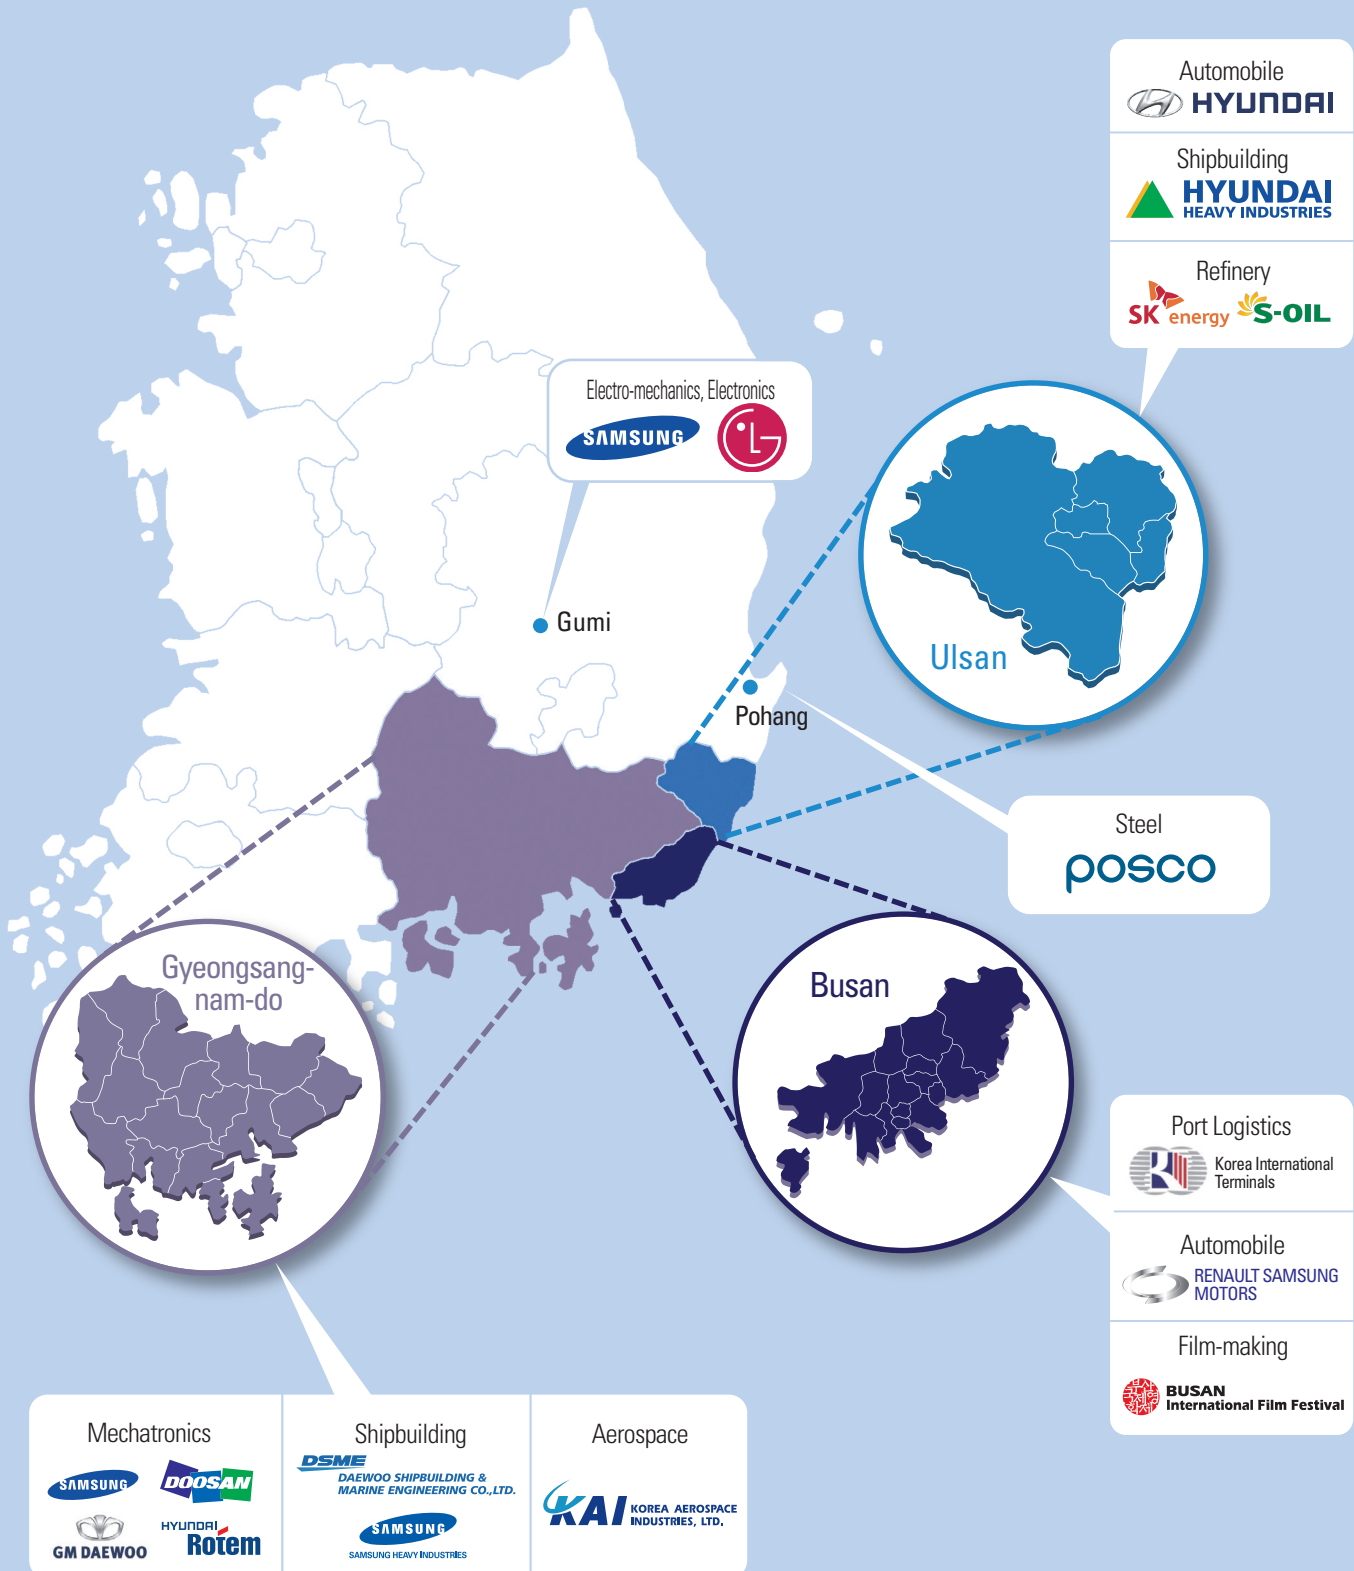 Automobile
HYUNDAI
Shipbuilding
HYUNDAI
HEAVY INDUSTRIES
Refinery
SK energy S-OIL
Electro-mechanics, Electronics
SAMSUNG LG
Gumi
Ulsan
Pohang
Steel
posco
Gyeongsang-
nam-do
Busan
Port Logistics
Korea International
Terminals
Automobile
RENAULT SAMSUNG
MOTORS
Film-making
BUSAN
International Film Festival
Mechatronics
SAMSUNG DOOSAN
GM DAEWOO
HYUNDAI
Rotem
Shipbuilding
DSME
DAEWOO SHIPBUILDING &
MARINE ENGINEERING CO.,LTD.
SAMSUNG
SAMSUNG HEAVY INDUSTRIES
Aerospace
KAI KOREA AEROSPACE
INDUSTRIES, LTD.